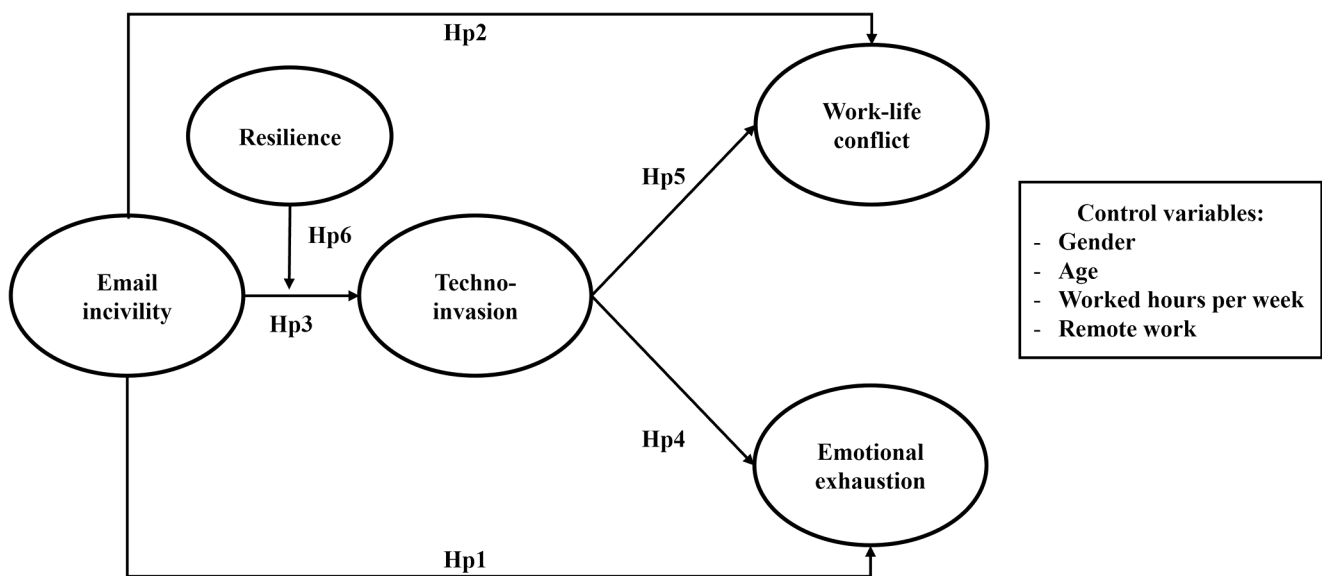 Hp2
Resilience
Work-life
conflict
Hp5
Control variables:
- Gender
- Age
- Worked hours per week
- Remote work
Hp6
Email
incivility
Hp3
Techno-
invasion
Hp4
Emotional
exhaustion
Hp1